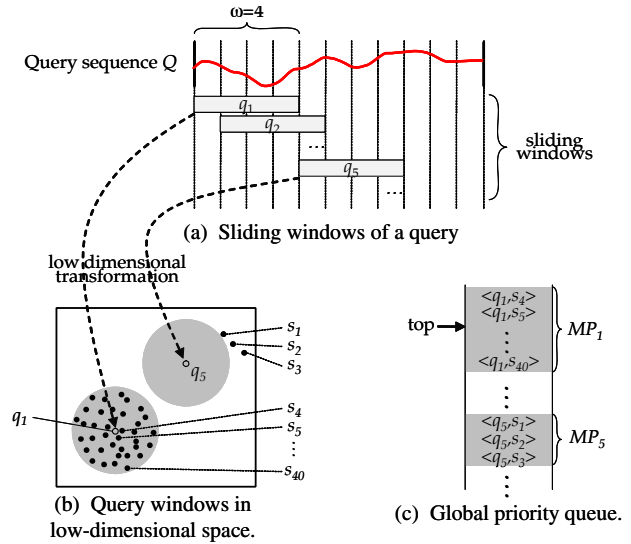 ω=4
Query sequence Q
q1
q2
...
q5
...
sliding
windows
(a) Sliding windows of a query
low dimensional
transformation
s1
s2
s3
q5
q1
s4
s5
⋮
s40
(b) Query windows in
low-dimensional space.
top
<q1,s4>
<q1,s5>
⋮
<q1,s40>
MP1
⋮
<q5,s1>
<q5,s2>
<q5,s3>
MP5
⋮
(c) Global priority queue.